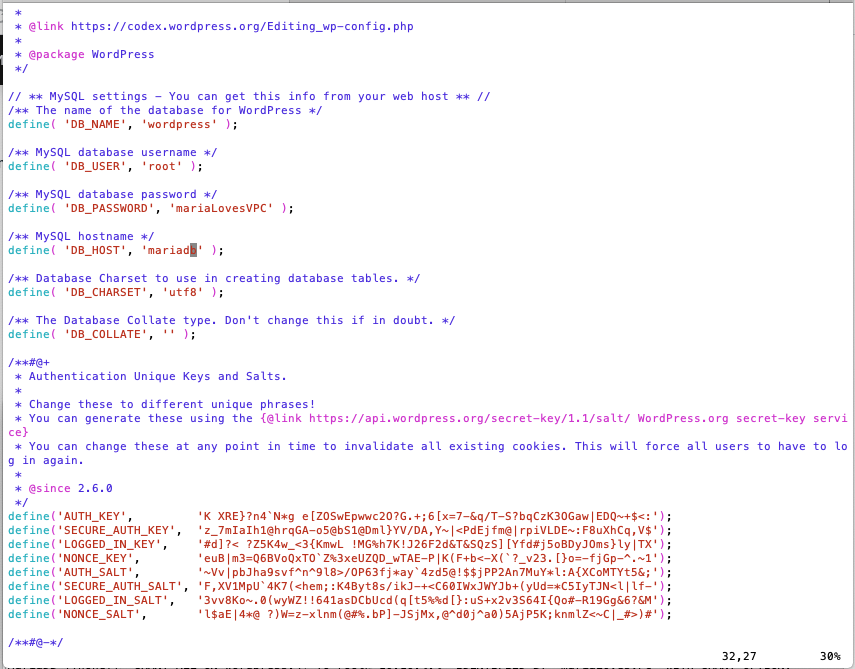 *
 * @link https://codex.wordpress.org/Editing_wp-config.php
 *
 * @package WordPress
 */

// ** MySQL settings - You can get this info from your web host ** //
/** The name of the database for WordPress */
define( 'DB_NAME', 'wordpress' );

/** MySQL database username */
define( 'DB_USER', 'root' );

/** MySQL database password */
define( 'DB_PASSWORD', 'mariaLovesVPC' );

/** MySQL hostname */
define( 'DB_HOST', 'mariadb' );

/** Database Charset to use in creating database tables. */
define( 'DB_CHARSET', 'utf8' );

/** The Database Collate type. Don't change this if in doubt. */
define( 'DB_COLLATE', '' );

/**#@+
 * Authentication Unique Keys and Salts.
 *
 * Change these to different unique phrases!
 * You can generate these using the {@link https://api.wordpress.org/secret-key/1.1/salt/ WordPress.org secret-key servi
ce}
 * You can change these at any point in time to invalidate all existing cookies. This will force all users to have to lo
g in again.
 *
 * @since 2.6.0
 */
define('AUTH_KEY',         'K XRE}?n4`N*g e[ZOSwEpwwc2O?G.+;6[x=7-&q/T-S?bqCzK3OGaw|EDQ~+$<:');
define('SECURE_AUTH_KEY',  'z_7mIaIh1@hrqGA-o5@bS1@Dml}YV/DA,Y~|<PdEjfm@|rpiVLDE~:F8uXhCq,V$');
define('LOGGED_IN_KEY',    '#d]?< ?Z5K4w_<3{KmwL !MG%h7K!J26F2d&T&SQzS][Yfd#j5oBDyJOms}ly|TX');
define('NONCE_KEY',        'euB|m3=Q6BVoQxTO`Z%3xeUZQD_wTAE-P|K(F+b<-X(`?_v23.[}o=-fjGp-^.~1');
define('AUTH_SALT',        '~Vv|pbJha9svf^n^9l8>/OP63fj*ay`4zd5@!$$jPP2An7MuY*l:A{XCoMTYt5&;');
define('SECURE_AUTH_SALT', 'F,XV1MpU`4K7(<hem;:K4Byt8s/ikJ-+<C60IWxJWYJb+(yUd=*C5IyTJN<l|lf-');
define('LOGGED_IN_SALT',   '3vv8Ko~.0(wyWZ!!641asDCbUcd(q[t5%%d[}:uS+x2v3S64I{Qo#-R19Gg&6?&M');
define('NONCE_SALT',       'l$aE|4*@ ?)W=z-xlnm(@#%.bP]-JSjMx,@^d0j^a0)5AjP5K;knmlZ<~C|_#>)#');

/**#@-*/
32,27 30%